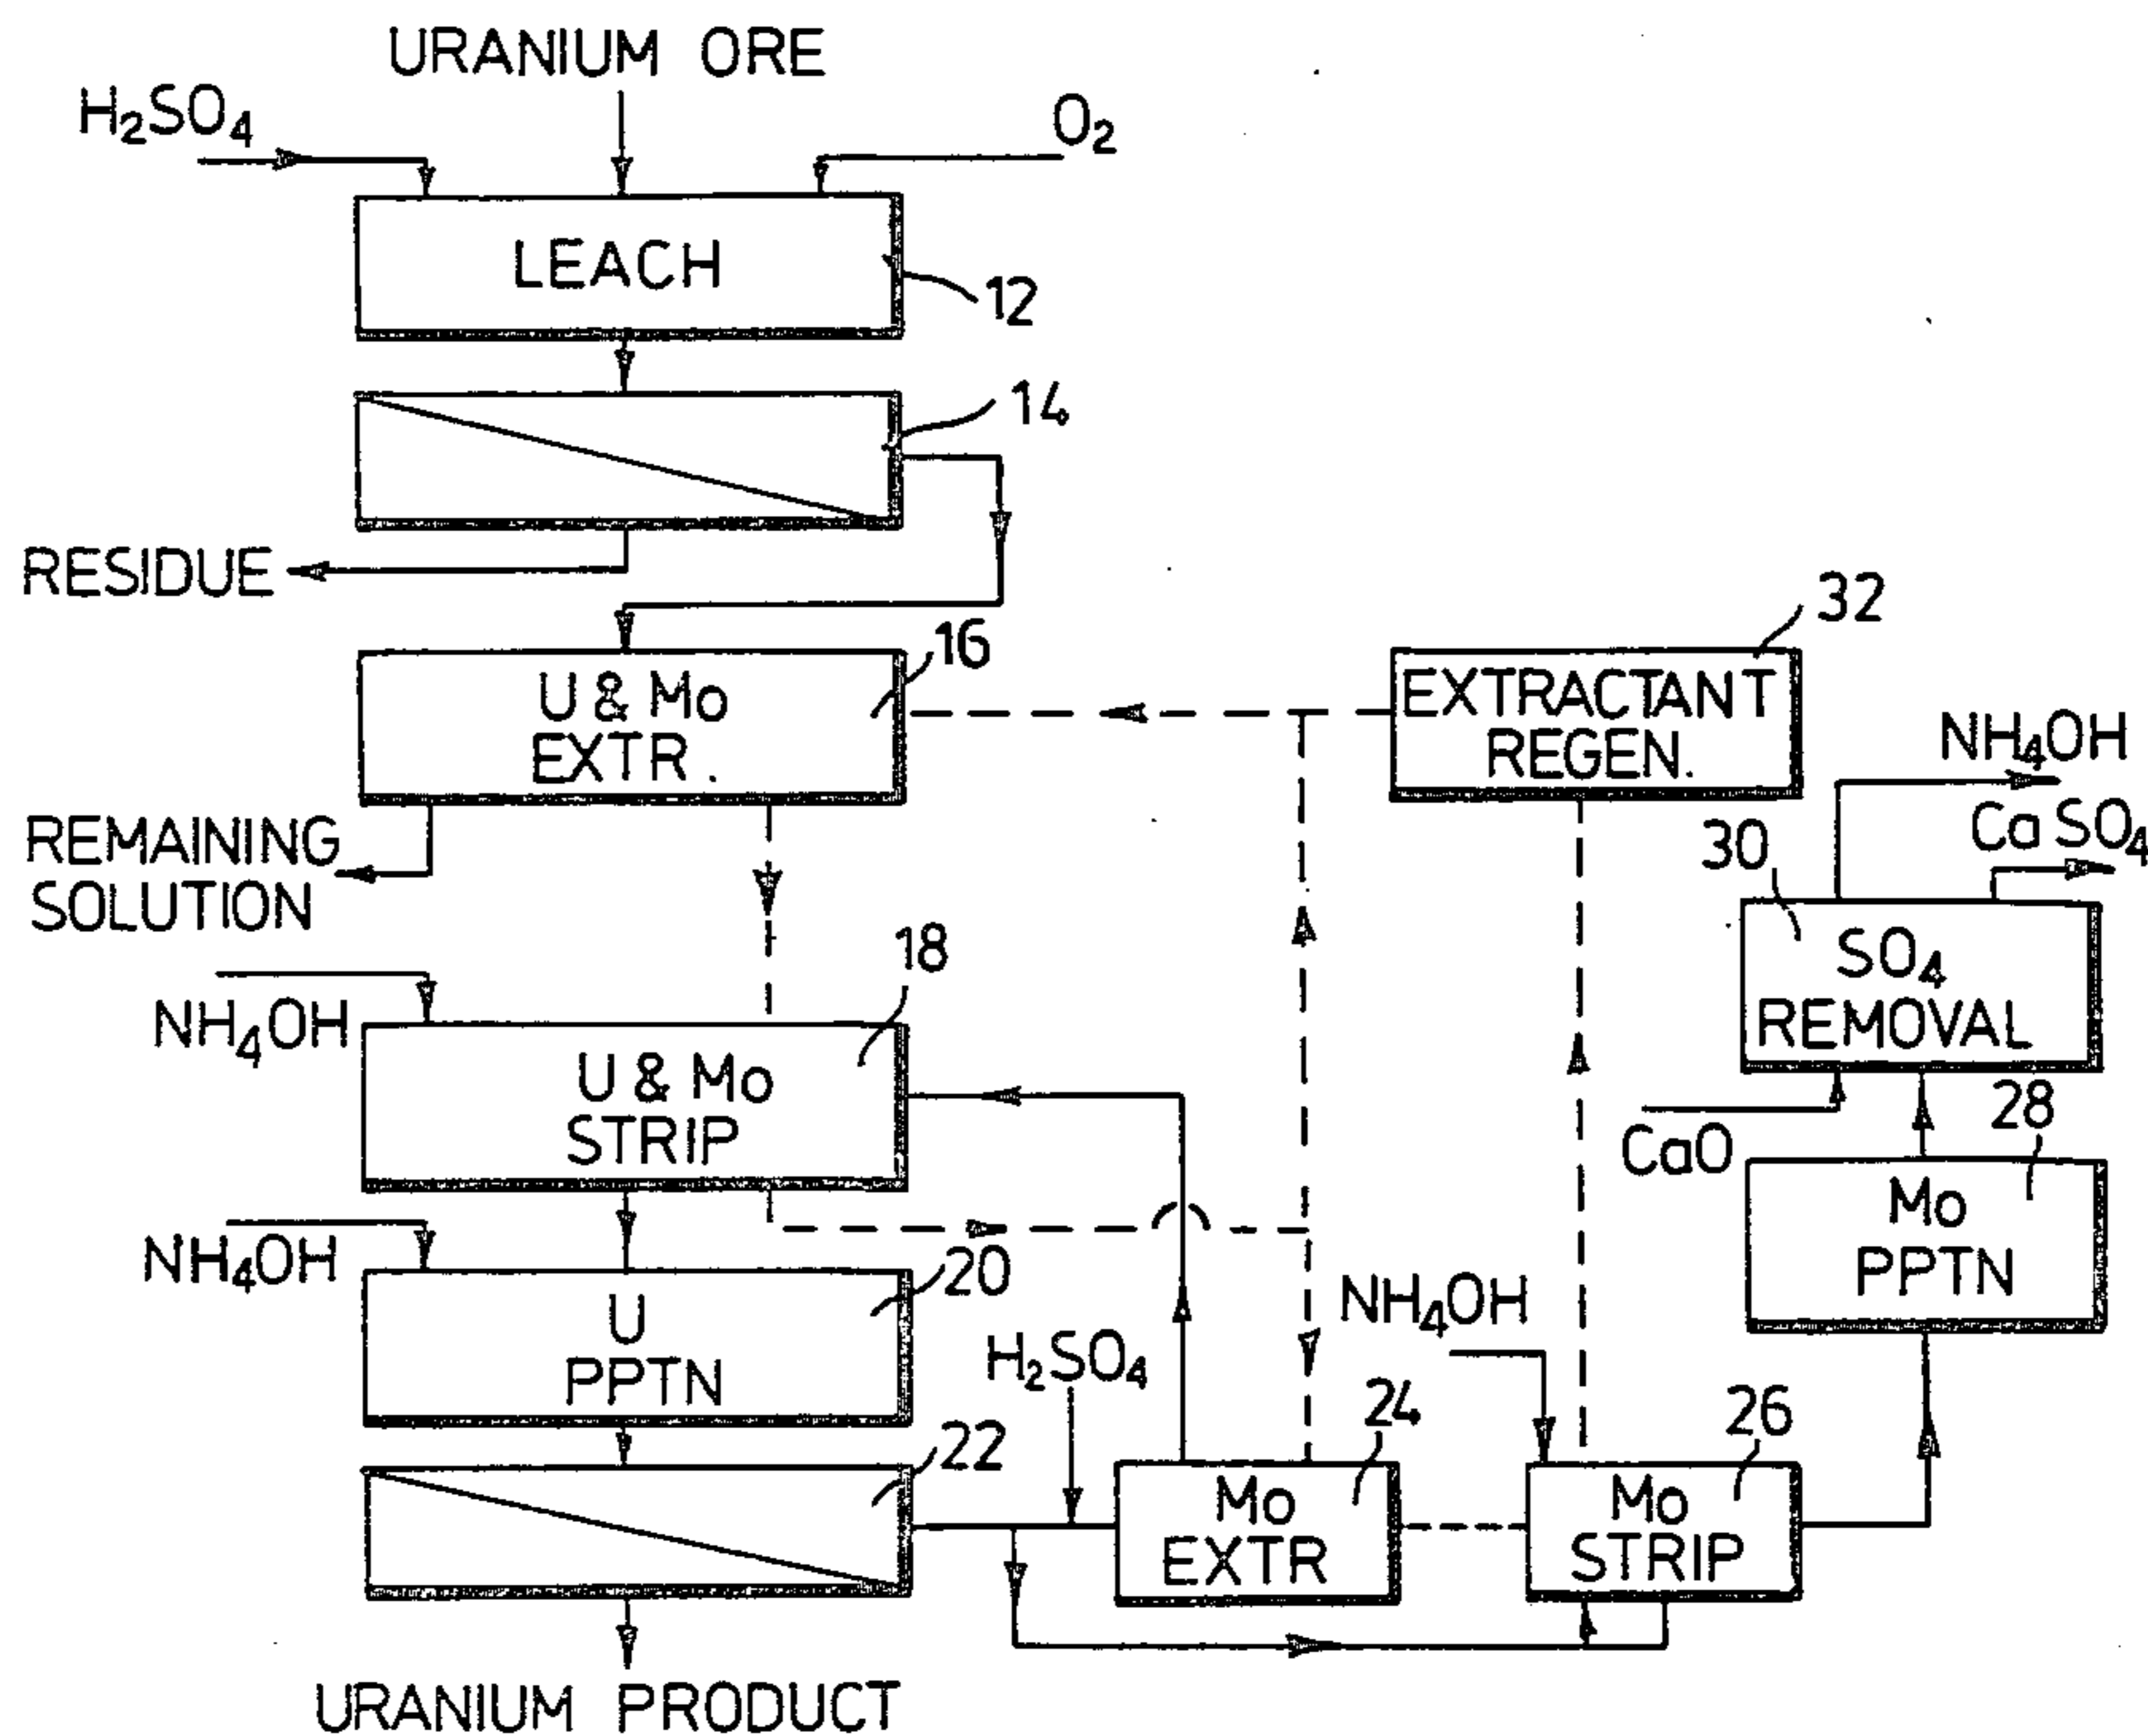 URANIUM ORE
H₂SO₄
O₂
LEACH
12
14
RESIDUE
16
U & Mo
EXTR.
32
EXTRACTANT
REGEN.
NH₄OH
CaSO₄
REMAINING
SOLUTION
30
SO₄
REMOVAL
18
NH₄OH
U & Mo
STRIP
CaO
28
Mo
PPTN
NH₄OH
20
U
PPTN
H₂SO₄
NH₄OH
24
26
22
Mo
EXTR
Mo
STRIP
URANIUM PRODUCT